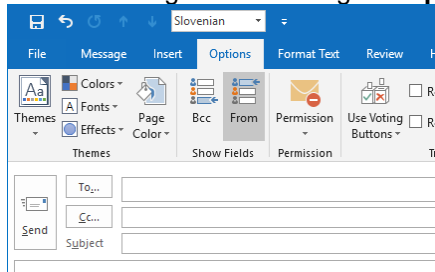 Slovenian
File Message Insert Options Format Text Review
Aa Colors
A Fonts
Effects
Themes Page Color Bcc From Permission Use Voting Buttons
Themes Show Fields Permission
To...
Cc...
Send
Subject